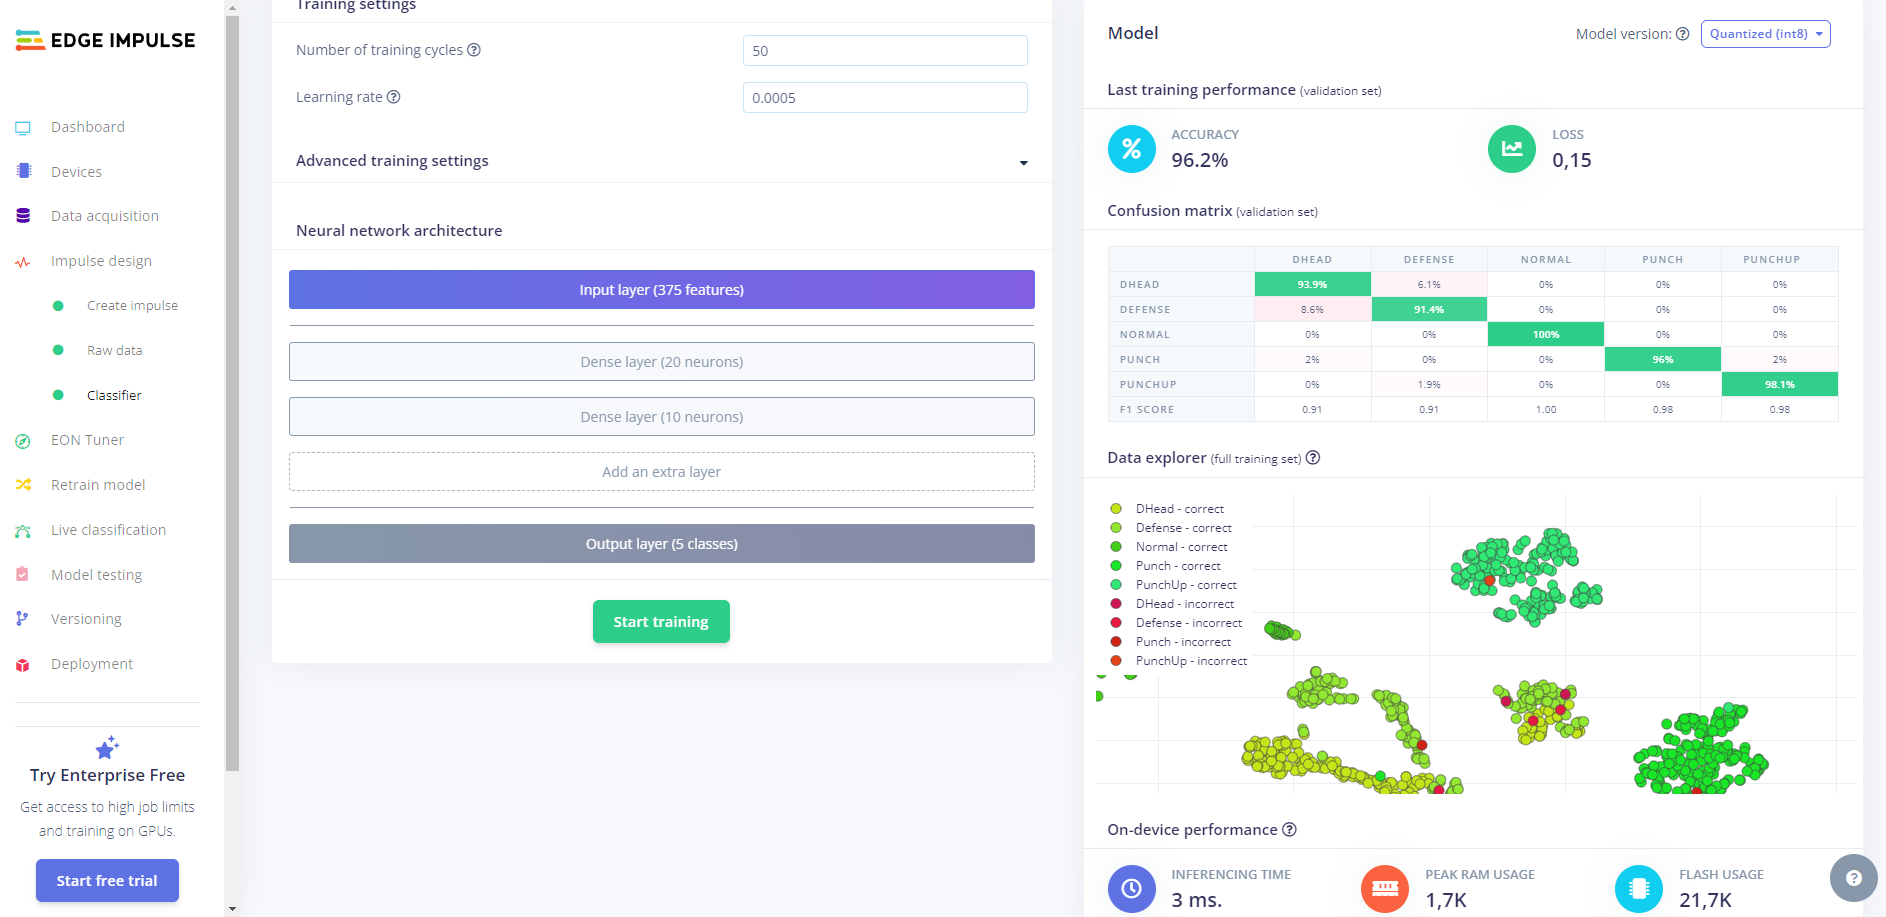 EDGE IMPULSE
Dashboard
Devices
Data acquisition
Impulse design
Create impulse
Raw data
Classifier
EON Tuner
Retrain model
Live classification
Model testing
Versioning
Deployment
Try Enterprise Free
Get access to high job limits
and training on GPUs.
Start free trial
Training settings
Number of training cycles ?
50
Learning rate ?
0.0005
Advanced training settings
Neural network architecture
Input layer (375 features)
Dense layer (20 neurons)
Dense layer (10 neurons)
Add an extra layer
Output layer (5 classes)
Start training
Model
Model version: ? Quantized (int8)
Last training performance (validation set)
% ACCURACY
96.2%
LOSS
0,15
Confusion matrix (validation set)
DHEAD DEFENSE NORMAL PUNCH PUNCHUP
DHEAD 93.9% 6.1% 0% 0% 0%
DEFENSE 8.6% 91.4% 0% 0% 0%
NORMAL 0% 0% 100% 0% 0%
PUNCH 2% 0% 0% 96% 2%
PUNCHUP 0% 1.9% 0% 0% 98.1%
F1 SCORE 0.91 0.91 1.00 0.98 0.98
Data explorer (full training set) ?
DHead - correct
Defense - correct
Normal - correct
Punch - correct
PunchUp - correct
DHead - incorrect
Defense - incorrect
Punch - incorrect
PunchUp - incorrect
On-device performance ?
INFERENCING TIME
3 ms.
PEAK RAM USAGE
1,7K
FLASH USAGE
21,7K
?